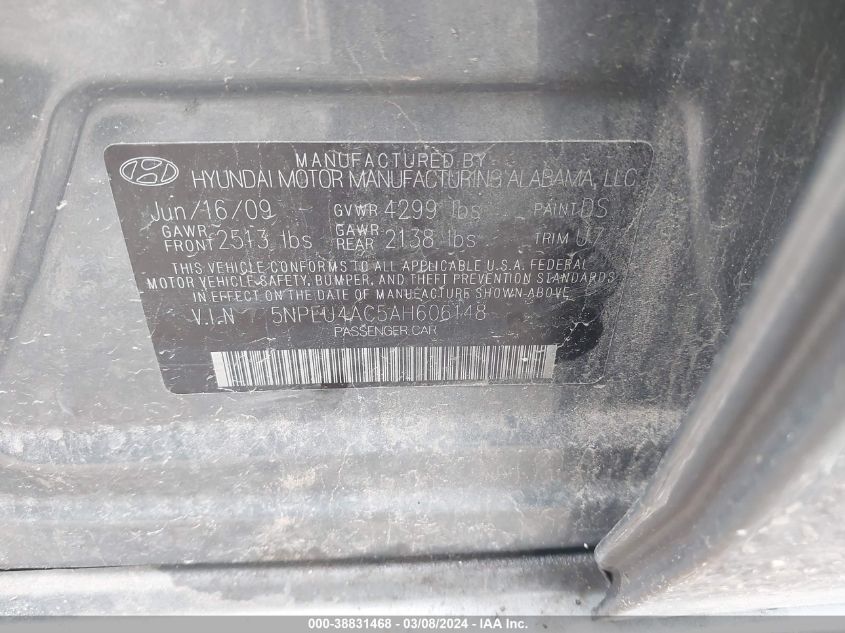 MANUFACTURED BY
HYUNDAI MOTOR MANUFACTURING ALABAMA, LLC
Jun/16/09 GVWR 4299 lbs PAINT DS
GAWR FRONT 2513 lbs GAWR REAR 2138 lbs TRIM
THIS VEHICLE CONFORMS TO ALL APPLICABLE U.S.A. FEDERAL
MOTOR VEHICLE SAFETY, BUMPER, AND THEFT PREVENTION STANDARDS
IN EFFECT ON THE DATE OF MANUFACTURE SHOWN ABOVE
V.I.N 5NPEU4AC5AH606148
PASSENGER CAR
000-38831468 - 03/08/2024 - IAA Inc.